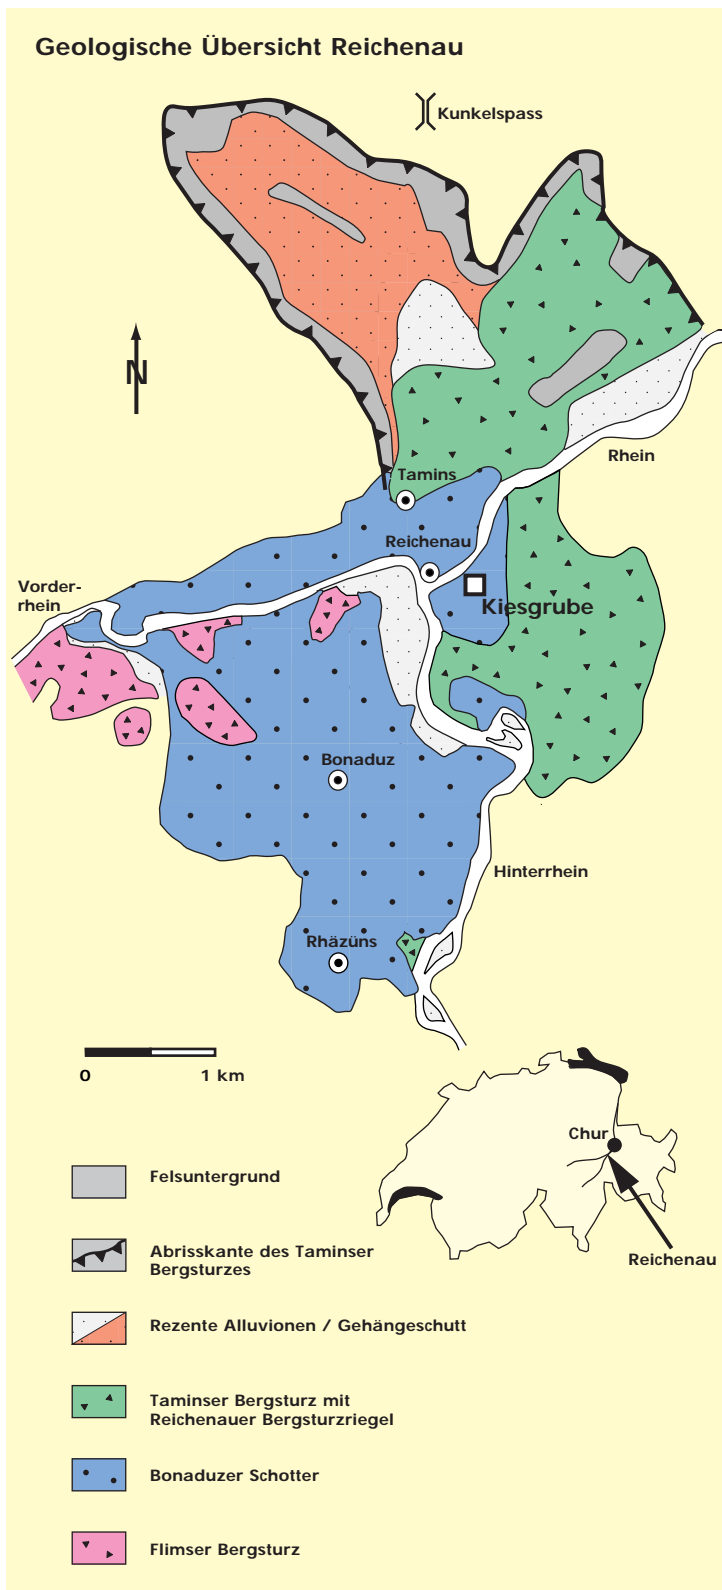 Geologische Übersicht Reichenau
Kunkelspass
N
Rhein
Tamins
Reichenau
Vorder-
rhein
Kiesgrube
Bonaduz
Hinterrhein
Rhäzüns
0 1 km
Chur
Reichenau
Felsuntergrund
Abrisskante des Taminser
Bergsturzes
Rezente Alluvionen / Gehängeschutt
Taminser Bergsturz mit
Reichenauer Bergsturzriegel
Bonaduzer Schotter
Flimser Bergsturz